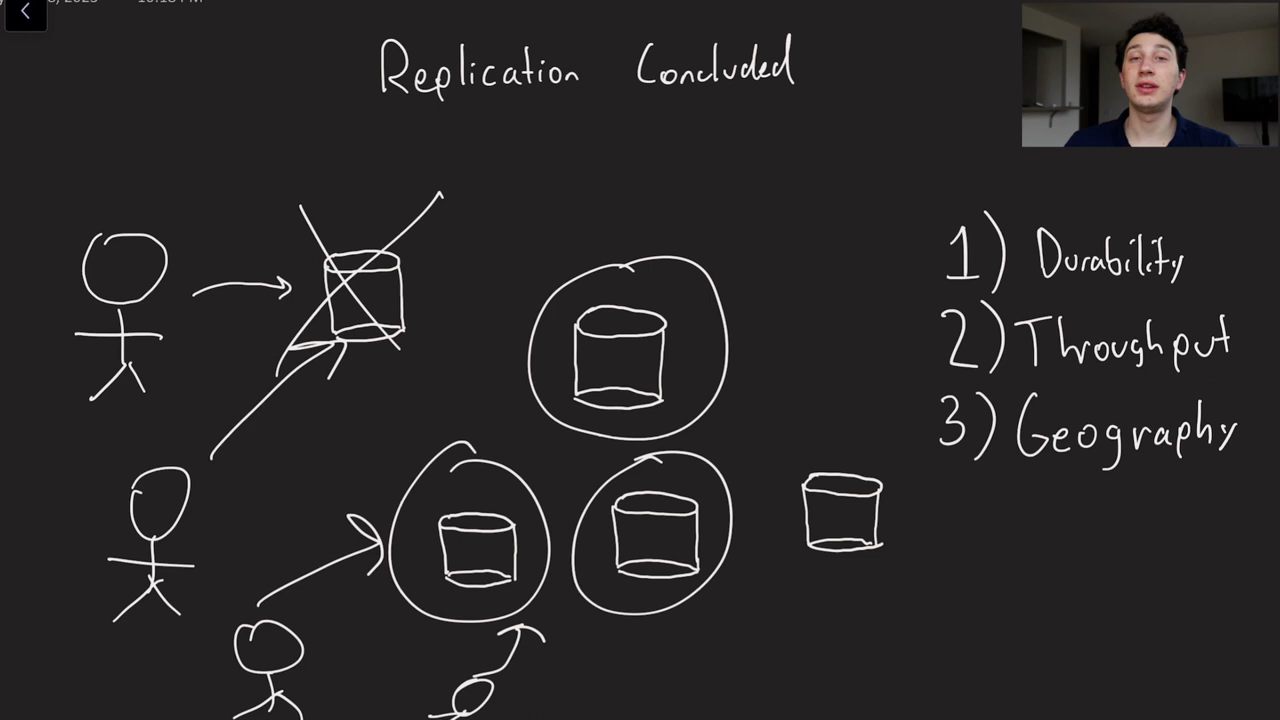 Replication Concluded
1) Durability
2) Throughput
3) Geography